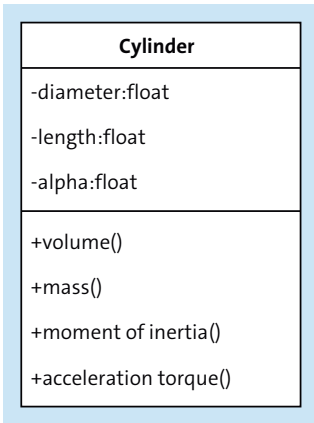 Cylinder
-diameter:float
-length:float
-alpha:float
+volume()
+mass()
+moment of inertia()
+acceleration torque()